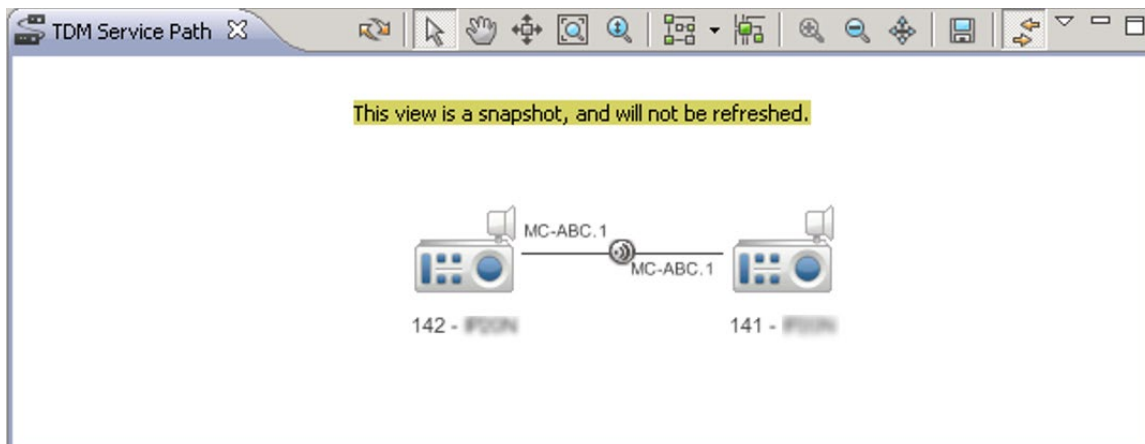 TDM Service Path
This view is a snapshot, and will not be refreshed.
MC-ABC.1
MC-ABC.1
142 -
141 -